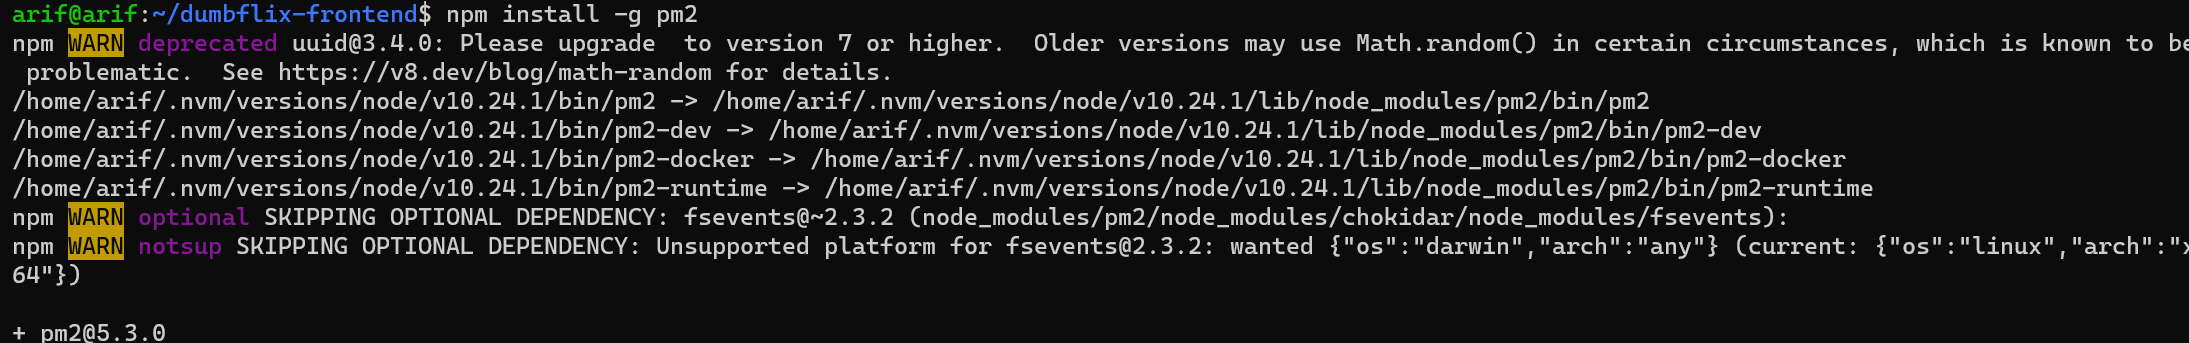 arif@arif:~/dumbflix-frontend$ npm install -g pm2
npm WARN deprecated uuid@3.4.0: Please upgrade  to version 7 or higher.  Older versions may use Math.random() in certain circumstances, which is known to be
 problematic.  See https://v8.dev/blog/math-random for details.
/home/arif/.nvm/versions/node/v10.24.1/bin/pm2 -> /home/arif/.nvm/versions/node/v10.24.1/lib/node_modules/pm2/bin/pm2
/home/arif/.nvm/versions/node/v10.24.1/bin/pm2-dev -> /home/arif/.nvm/versions/node/v10.24.1/lib/node_modules/pm2/bin/pm2-dev
/home/arif/.nvm/versions/node/v10.24.1/bin/pm2-docker -> /home/arif/.nvm/versions/node/v10.24.1/lib/node_modules/pm2/bin/pm2-docker
/home/arif/.nvm/versions/node/v10.24.1/bin/pm2-runtime -> /home/arif/.nvm/versions/node/v10.24.1/lib/node_modules/pm2/bin/pm2-runtime
npm WARN optional SKIPPING OPTIONAL DEPENDENCY: fsevents@~2.3.2 (node_modules/pm2/node_modules/chokidar/node_modules/fsevents):
npm WARN notsup SKIPPING OPTIONAL DEPENDENCY: Unsupported platform for fsevents@2.3.2: wanted {"os":"darwin","arch":"any"} (current: {"os":"linux","arch":"x
64"})
+ pm2@5.3.0